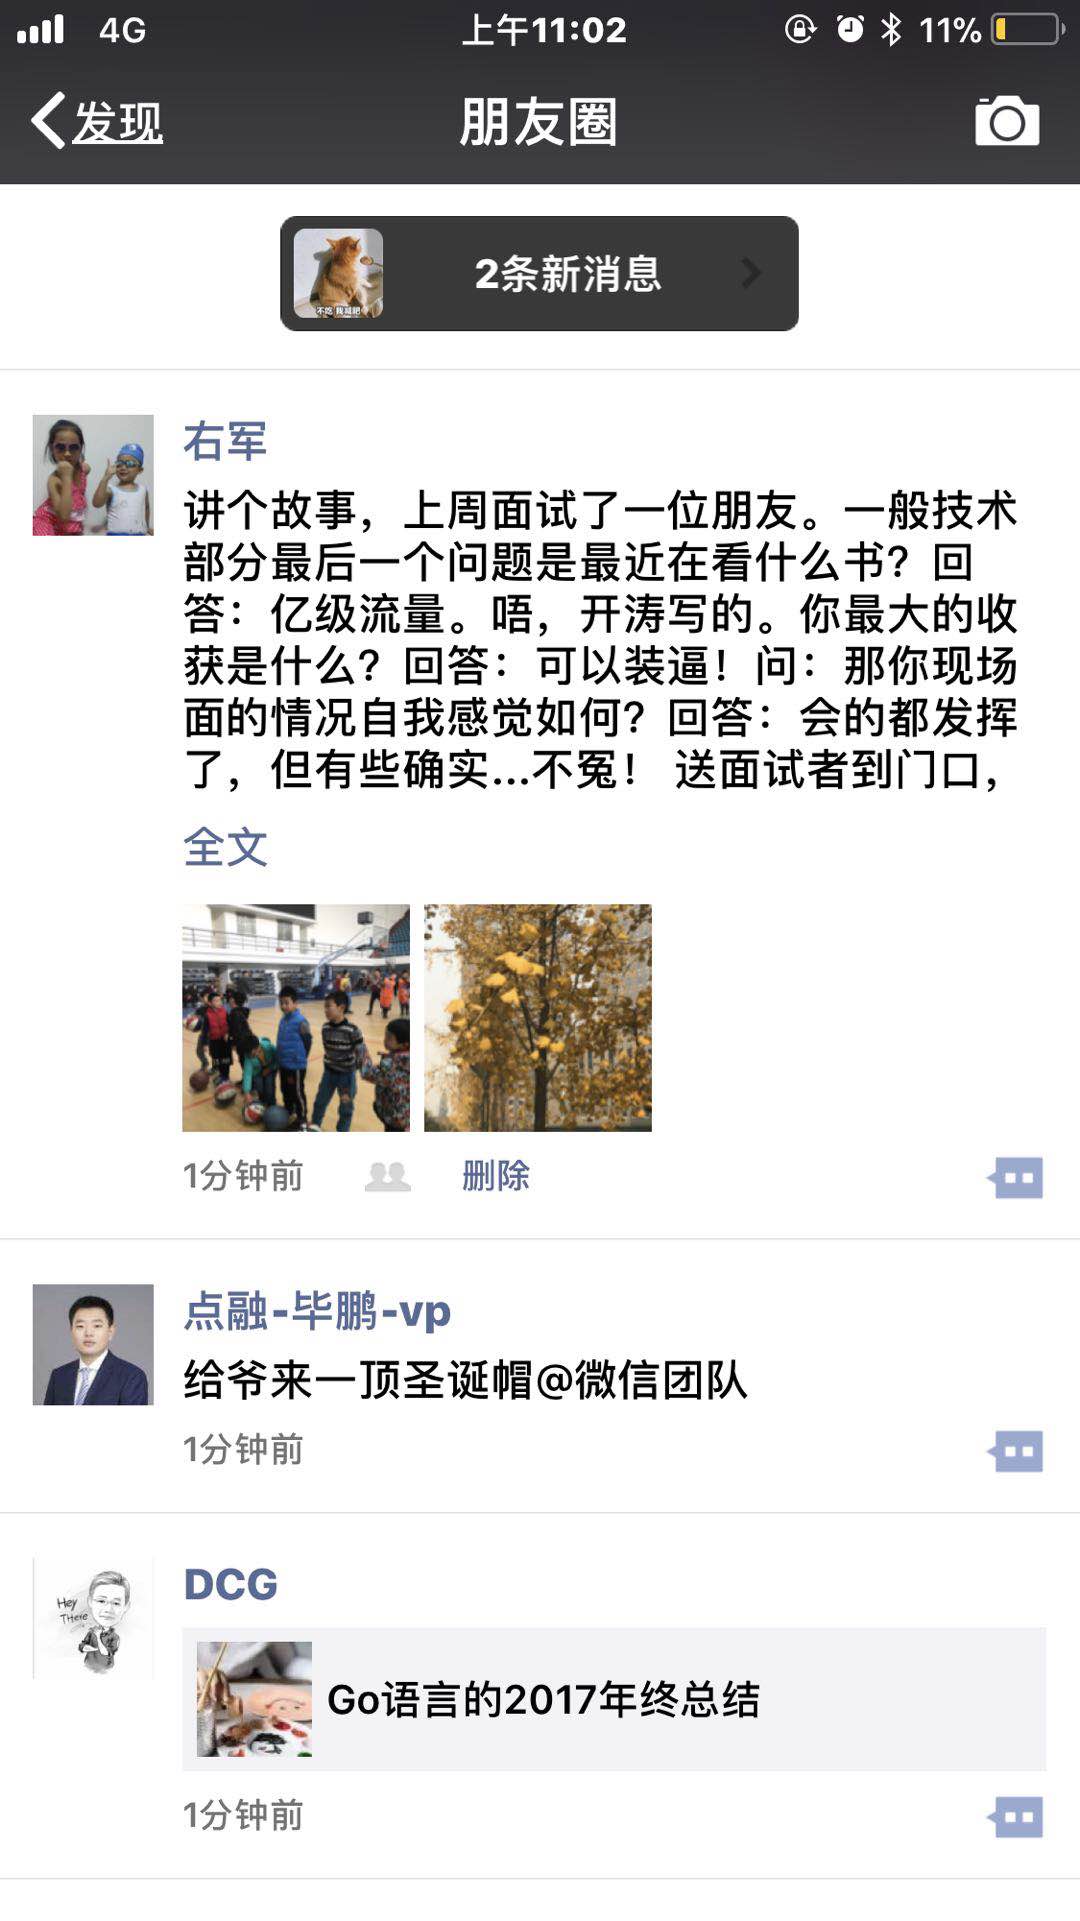 4G 上午11:02 11%
发现 朋友圈
2条新消息
不吃 我喊吧
右军
讲个故事，上周面试了一位朋友。一般技术
部分最后一个问题是最近在看什么书？回
答：亿级流量。唔，开涛写的。你最大的收
获是什么？回答：可以装逼！问：那你现场
面的情况自我感觉如何？回答：会的都发挥
了，但有些确实...不冤！ 送面试者到门口，
全文
1分钟前 删除
点融-毕鹏-vp
给爷来一顶圣诞帽@微信团队
1分钟前
Hey
THere
DCG
Go语言的2017年终总结
1分钟前